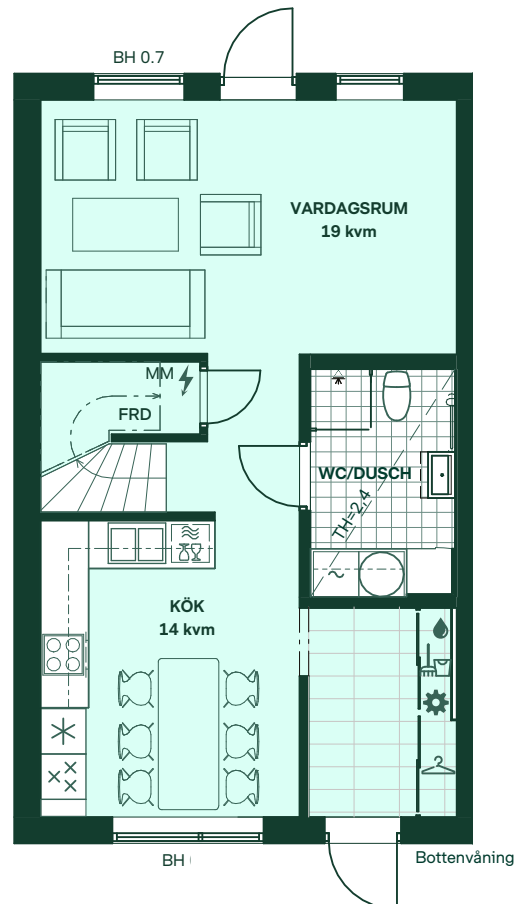 BH 0.7
VARDAGSRUM
19 kvm
MM
FRD
WC/DUSCH
TH=2,4
KÖK
14 kvm
BH
Bottenvåning